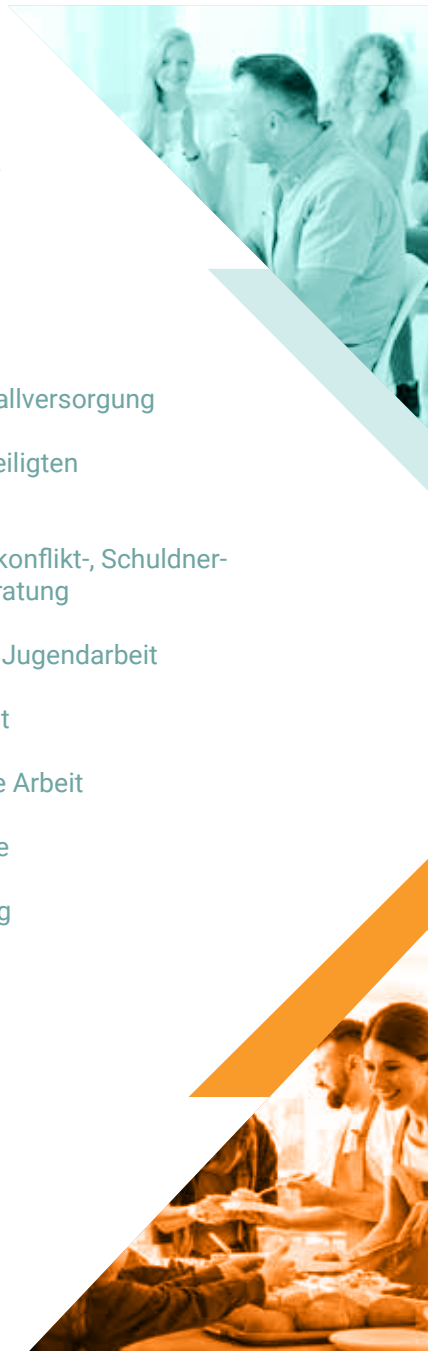 allversorgung
eiligten
konflikt-, Schuldner-
ratung
Jugendarbeit
t
e Arbeit
e
g